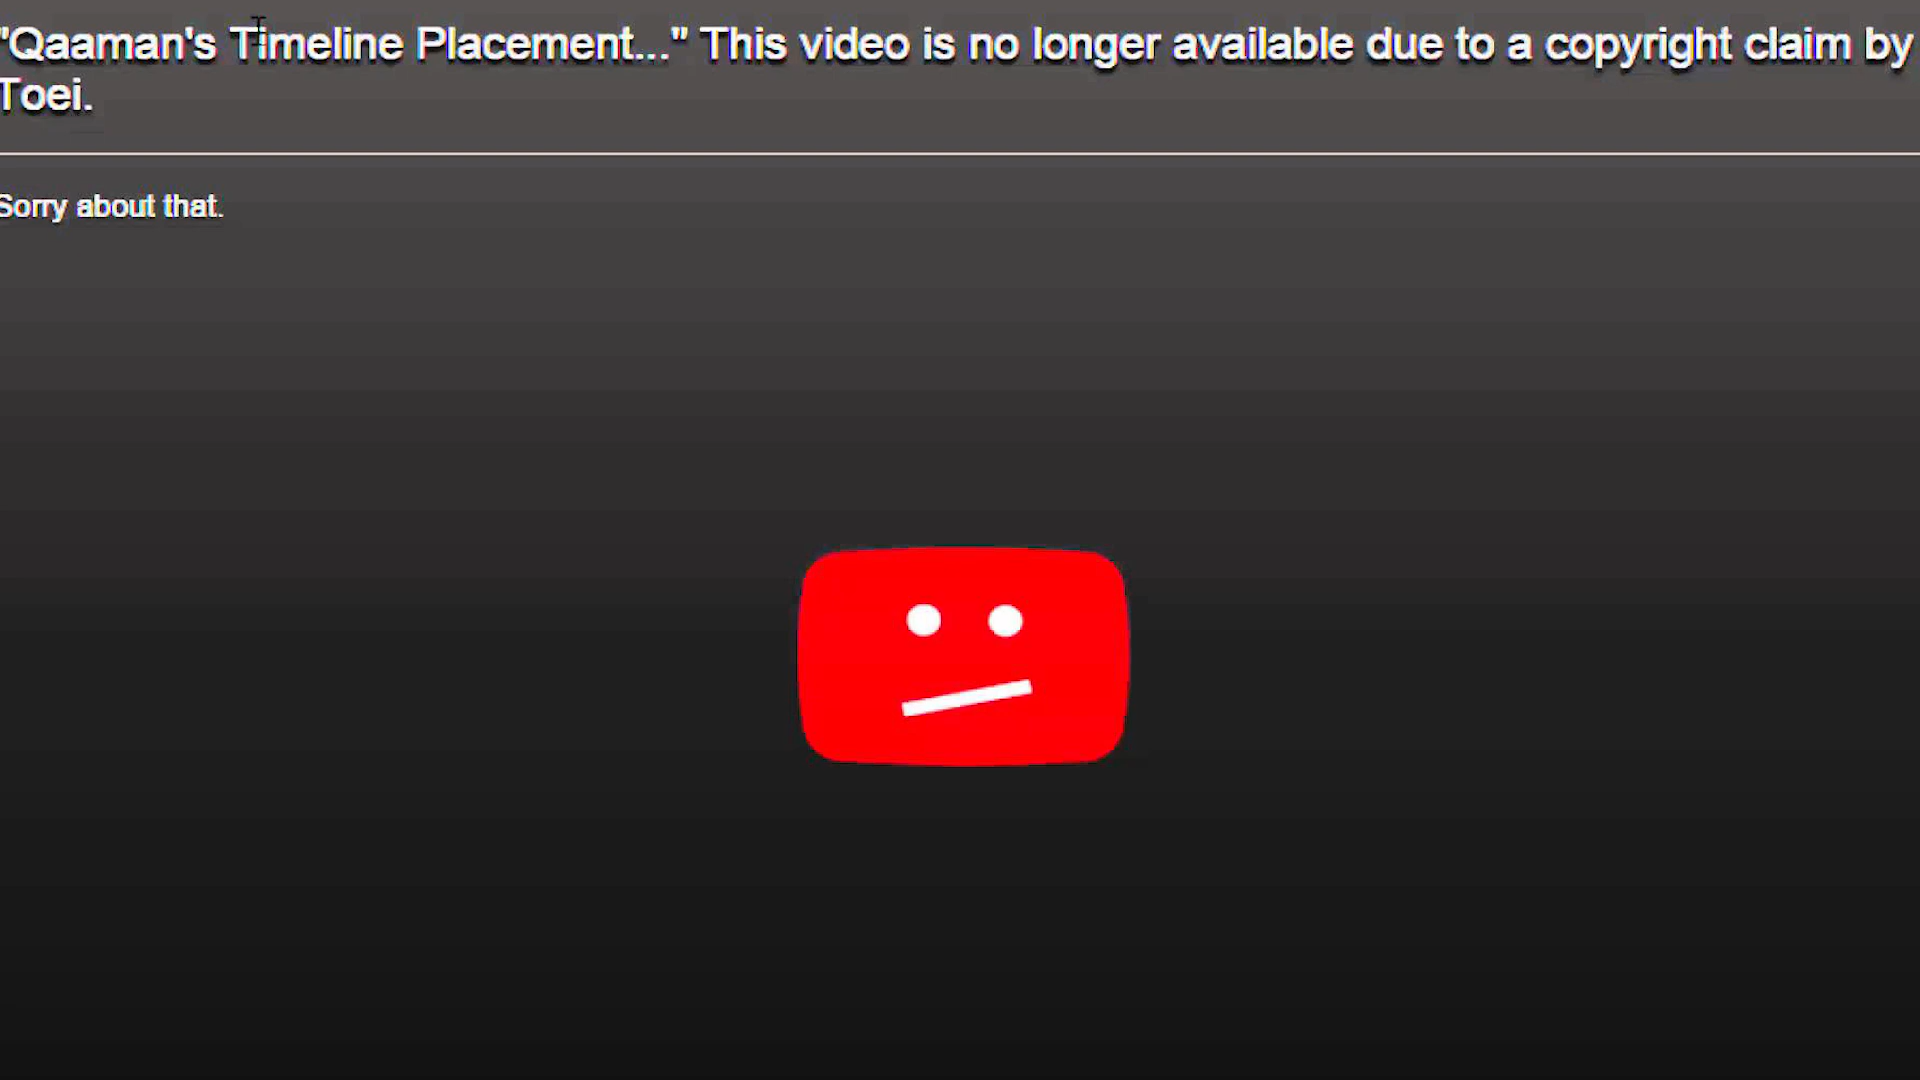 "Qaaman's Timeline Placement..." This video is no longer available due to a copyright claim by
Toei.
Sorry about that.